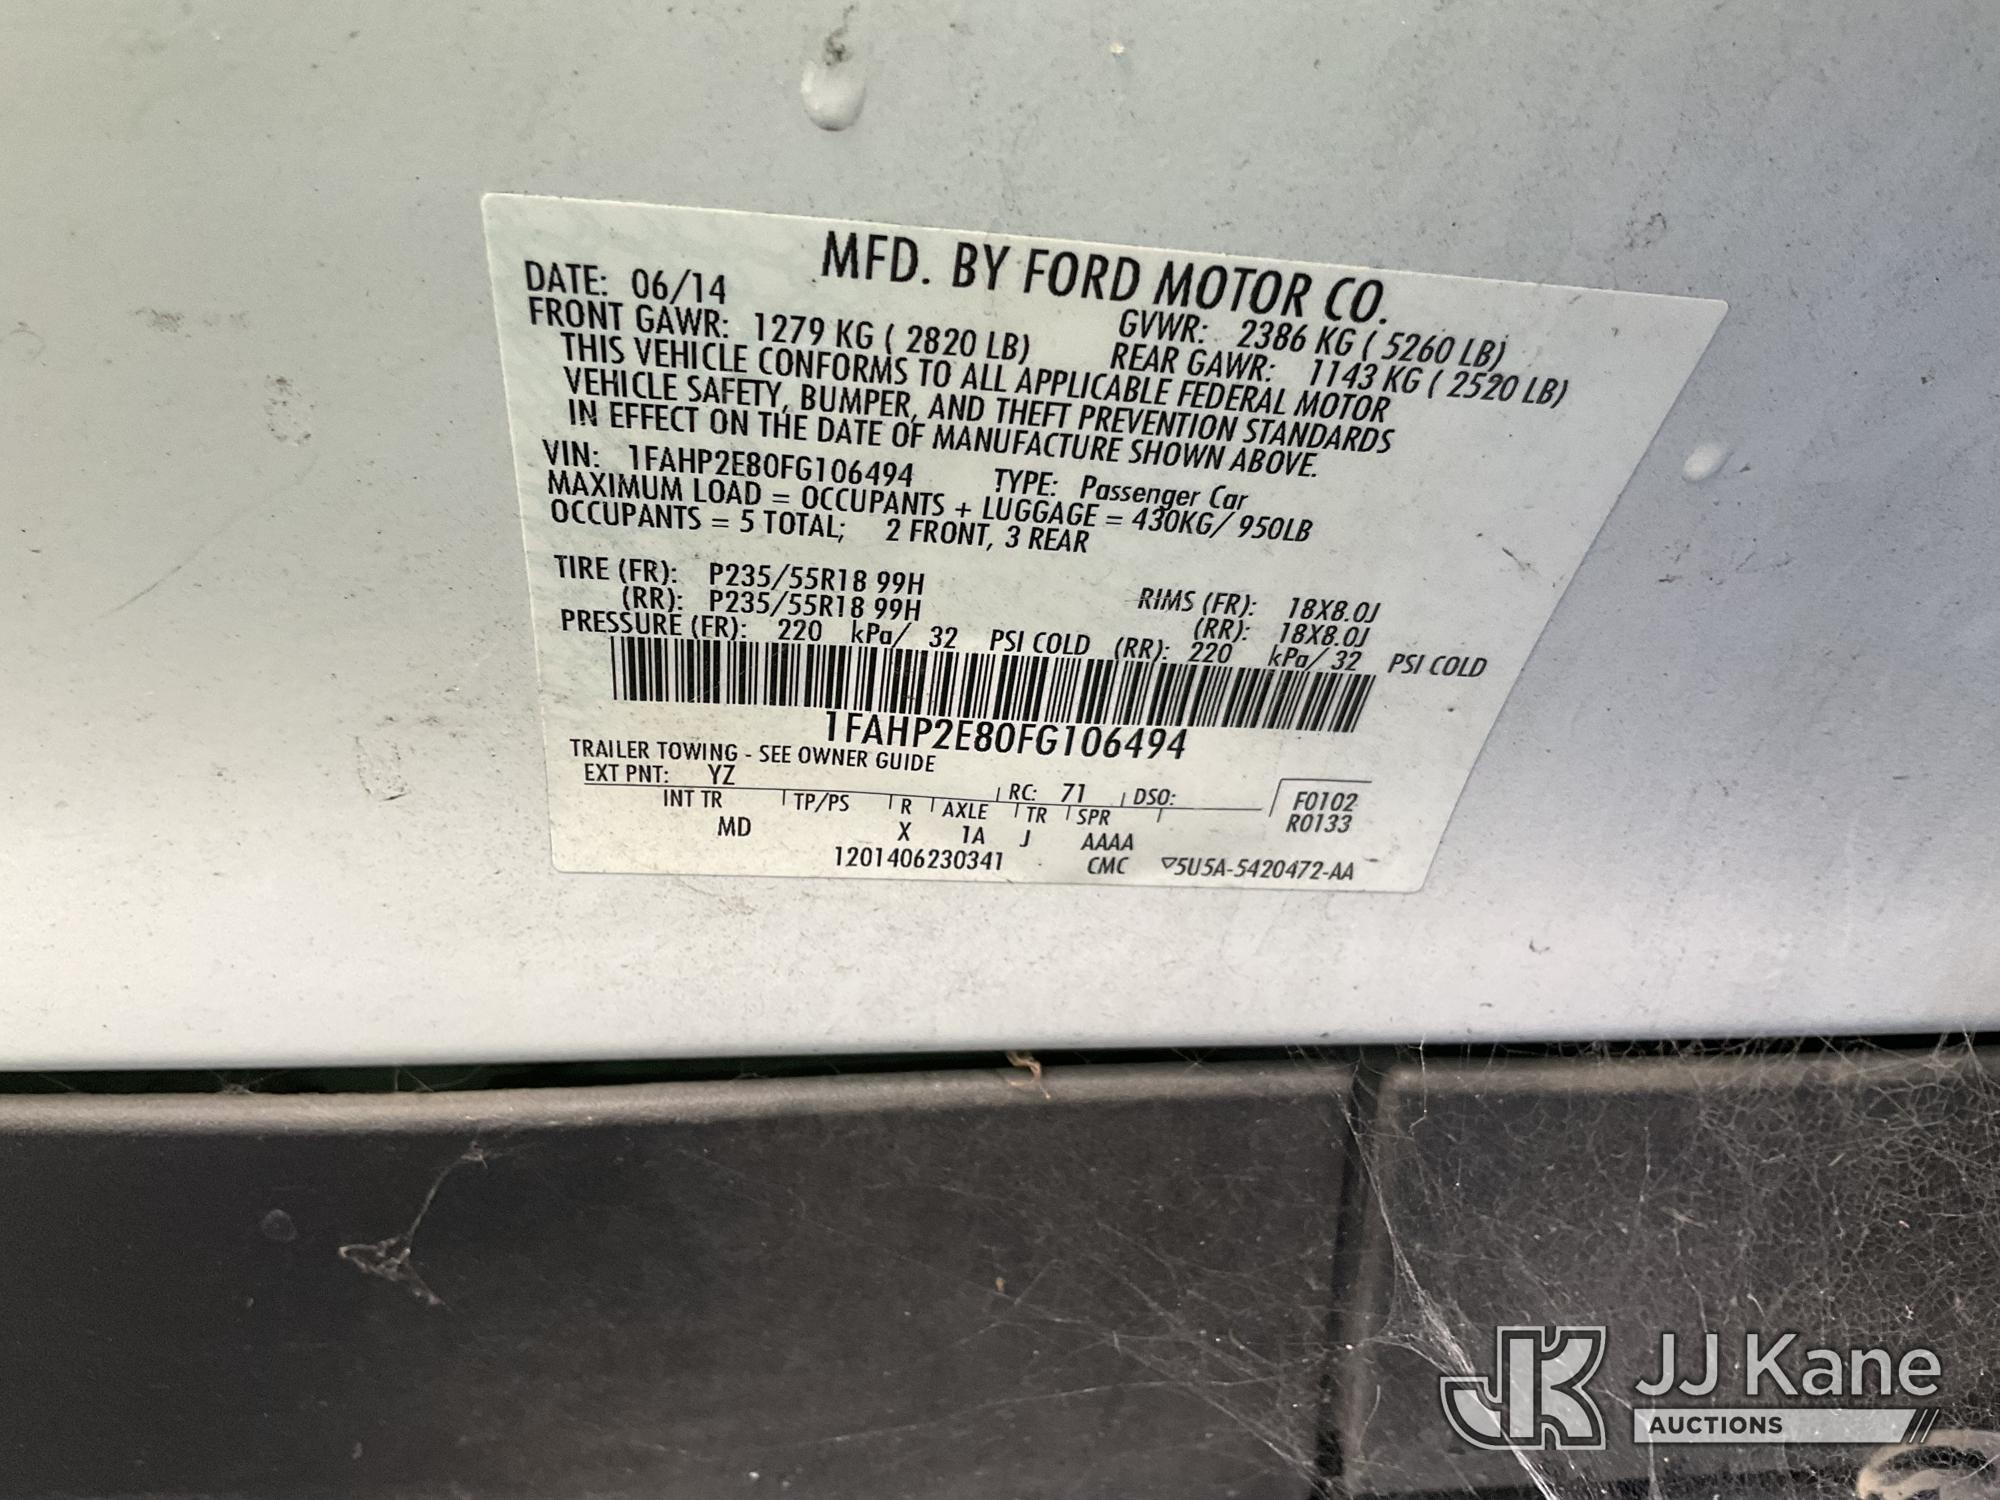 MFD. BY FORD MOTOR CO.
DATE: 06/14 GVWR: 2386 KG ( 5260 LB)
FRONT GAWR: 1279 KG ( 2820 LB) REAR GAWR: 1143 KG ( 2520 LB)
THIS VEHICLE CONFORMS TO ALL APPLICABLE FEDERAL MOTOR
VEHICLE SAFETY, BUMPER, AND THEFT PREVENTION STANDARDS
IN EFFECT ON THE DATE OF MANUFACTURE SHOWN ABOVE.
VIN: 1FAHP2E80FG106494 TYPE: Passenger Car
MAXIMUM LOAD = OCCUPANTS + LUGGAGE = 430KG/ 950LB
OCCUPANTS = 5 TOTAL; 2 FRONT, 3 REAR
TIRE (FR): P235/55R18 99H RIMS (FR): 18X8.0J
(RR): P235/55R18 99H (RR): 18X8.0J
PRESSURE (FR): 220 kPa/ 32 PSI COLD (RR): 220 kPa/ 32 PSI COLD
1FAHP2E80FG106494
TRAILER TOWING - SEE OWNER GUIDE
EXT PNT: YZ RC: 71 DSO: F0102
INT TR TP/PS R AXLE TR SPR R0133
MD X 1A J AAAA
1201406230341 CMC ▽5U5A-5420472-AA
JK JJ Kane
AUCTIONS